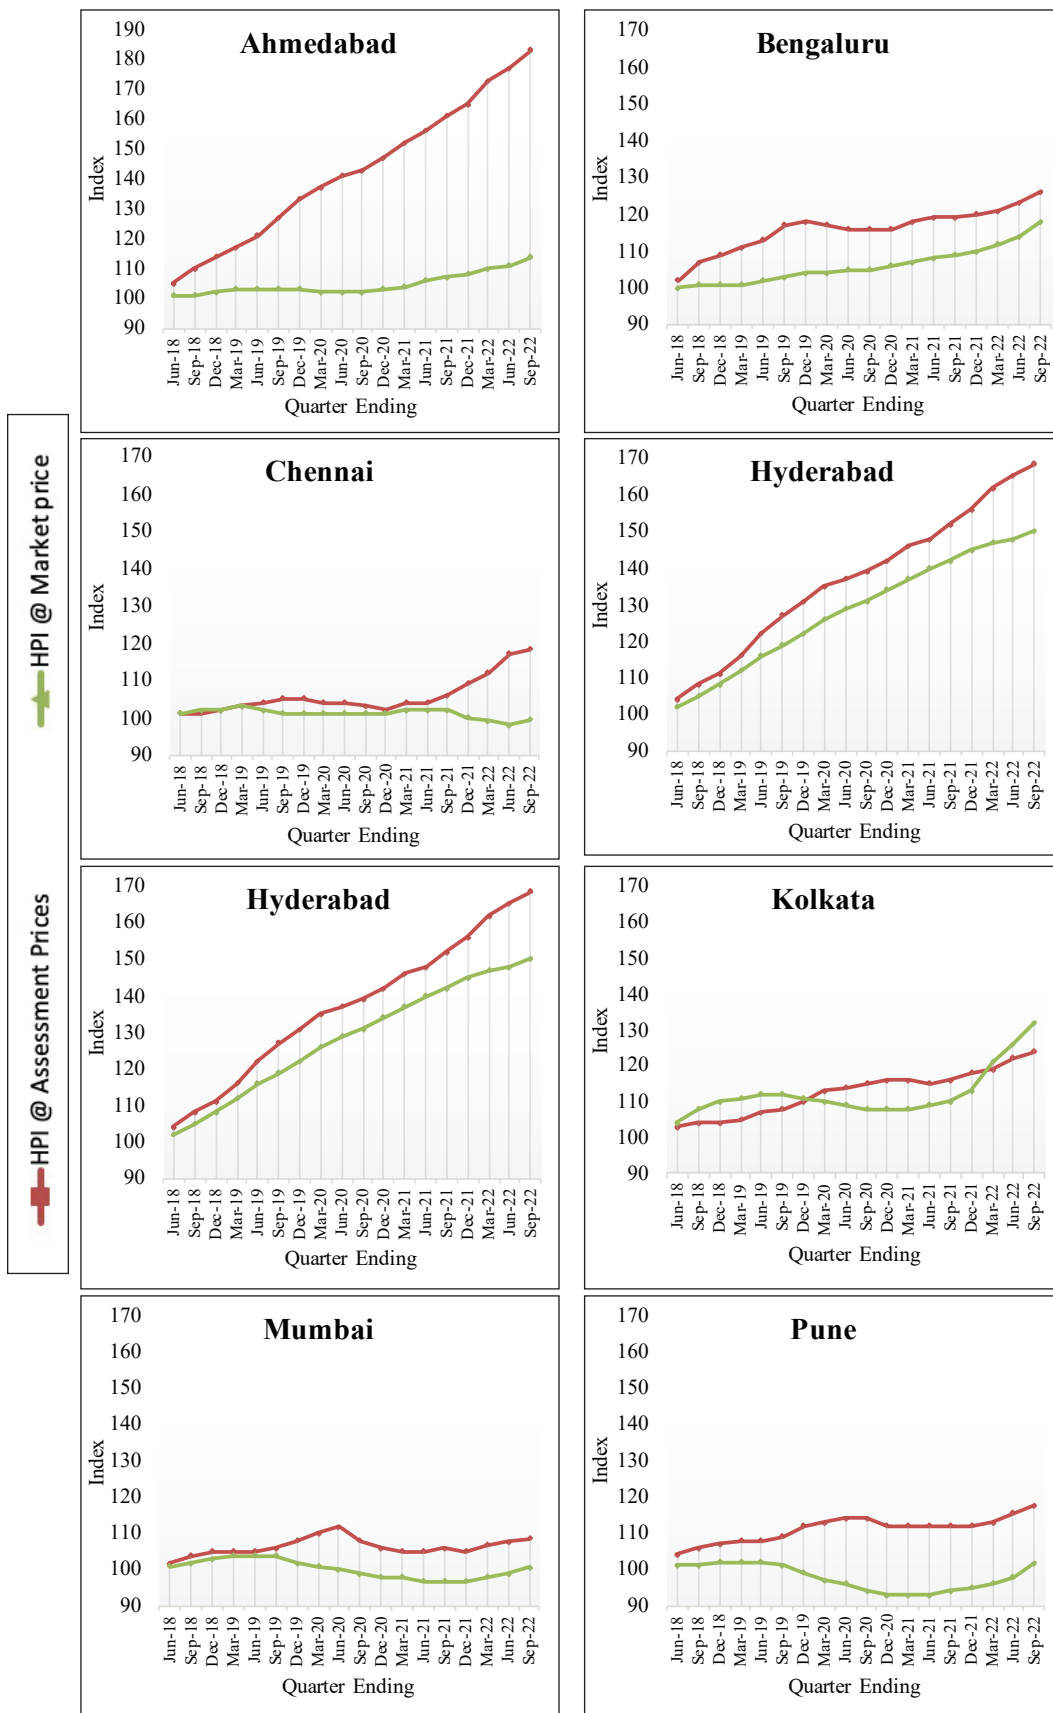 HPI @ Market price
HPI @ Assessment Prices
Ahmedabad
190
180
170
160
150
140
130
120
110
100
90
Index
Jun-18
Sep-18
Dec-18
Mar-19
Jun-19
Sep-19
Dec-19
Mar-20
Jun-20
Sep-20
Dec-20
Mar-21
Jun-21
Sep-21
Dec-21
Mar-22
Jun-22
Sep-22
Quarter Ending
Bengaluru
170
160
150
140
130
120
110
100
90
Index
Jun-18
Sep-18
Dec-18
Mar-19
Jun-19
Sep-19
Dec-19
Mar-20
Jun-20
Sep-20
Dec-20
Mar-21
Jun-21
Sep-21
Dec-21
Mar-22
Jun-22
Sep-22
Quarter Ending
Chennai
170
160
150
140
130
120
110
100
90
Index
Jun-18
Sep-18
Dec-18
Mar-19
Jun-19
Sep-19
Dec-19
Mar-20
Jun-20
Sep-20
Dec-20
Mar-21
Jun-21
Sep-21
Dec-21
Mar-22
Jun-22
Sep-22
Quarter Ending
Hyderabad
170
160
150
140
130
120
110
100
90
Index
Jun-18
Sep-18
Dec-18
Mar-19
Jun-19
Sep-19
Dec-19
Mar-20
Jun-20
Sep-20
Dec-20
Mar-21
Jun-21
Sep-21
Dec-21
Mar-22
Jun-22
Sep-22
Quarter Ending
Hyderabad
170
160
150
140
130
120
110
100
90
Index
Jun-18
Sep-18
Dec-18
Mar-19
Jun-19
Sep-19
Dec-19
Mar-20
Jun-20
Sep-20
Dec-20
Mar-21
Jun-21
Sep-21
Dec-21
Mar-22
Jun-22
Sep-22
Quarter Ending
Kolkata
170
160
150
140
130
120
110
100
90
Index
Jun-18
Sep-18
Dec-18
Mar-19
Jun-19
Sep-19
Dec-19
Mar-20
Jun-20
Sep-20
Dec-20
Mar-21
Jun-21
Sep-21
Dec-21
Mar-22
Jun-22
Sep-22
Quarter Ending
Mumbai
170
160
150
140
130
120
110
100
90
Index
Jun-18
Sep-18
Dec-18
Mar-19
Jun-19
Sep-19
Dec-19
Mar-20
Jun-20
Sep-20
Dec-20
Mar-21
Jun-21
Sep-21
Dec-21
Mar-22
Jun-22
Sep-22
Quarter Ending
Pune
170
160
150
140
130
120
110
100
90
Index
Jun-18
Sep-18
Dec-18
Mar-19
Jun-19
Sep-19
Dec-19
Mar-20
Jun-20
Sep-20
Dec-20
Mar-21
Jun-21
Sep-21
Dec-21
Mar-22
Jun-22
Sep-22
Quarter Ending